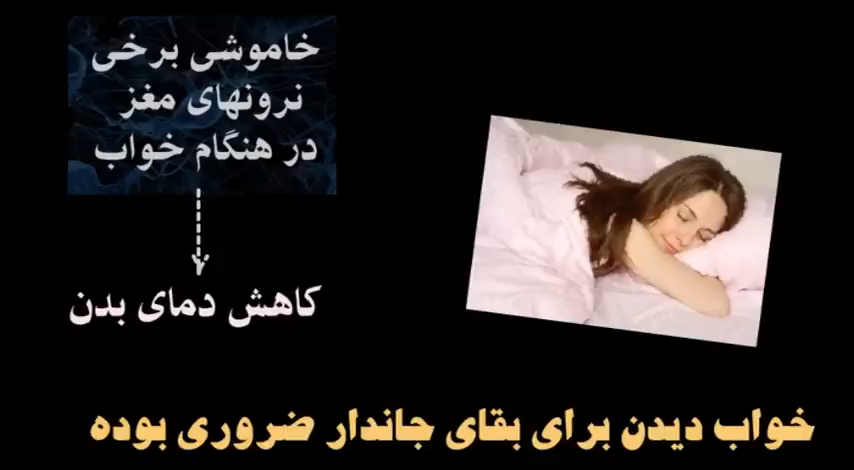 خاموشی برخی
نرونهای مغز
در هنگام خواب
کاهش دمای بدن
خواب دیدن برای بقای جاندار ضروری بوده